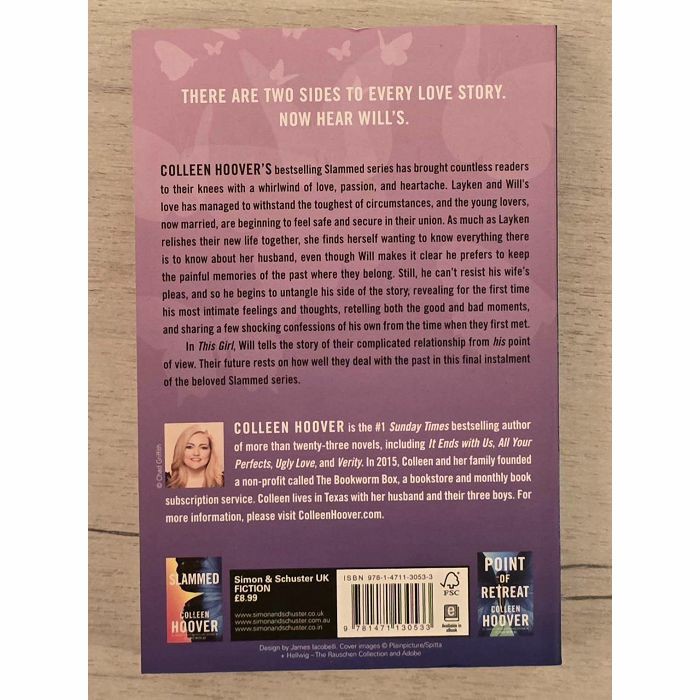 THERE ARE TWO SIDES TO EVERY LOVE STORY.
NOW HEAR WILL'S.
COLLEEN HOOVER'S bestselling Slammed series has brought countless readers
to their knees with a whirlwind of love, passion, and heartache. Layken and Will's
love has managed to withstand the toughest of circumstances, and the young lovers,
now married, are beginning to feel safe and secure in their union. As much as Layken
relishes their new life together, she finds herself wanting to know everything there
is to know about her husband, even though Will makes it clear he prefers to keep
the painful memories of the past where they belong. Still, he can't resist his wife's
pleas, and so he begins to untangle his side of the story, revealing for the first time
his most intimate feelings and thoughts, retelling both the good and bad moments,
and sharing a few shocking confessions of his own from the time when they first met.
In This Girl, Will tells the story of their complicated relationship from his point
of view. Their future rests on how well they deal with the past in this final instalment
of the beloved Slammed series.
© Chad Griffith
COLLEEN HOOVER is the #1 Sunday Times bestselling author
of more than twenty-three novels, including It Ends with Us, All Your
Perfects, Ugly Love, and Verity. In 2015, Colleen and her family founded
a non-profit called The Bookworm Box, a bookstore and monthly book
subscription service. Colleen lives in Texas with her husband and their three boys. For
more information, please visit ColleenHoover.com.
SLAMMED
COLLEEN
HOOVER
Simon & Schuster UK
FICTION
£8.99
www.simonandschuster.co.uk
www.simonandschuster.com.au
www.simonandschuster.co.in
ISBN 978-1-4711-3053-3
9 781471 130533
FSC
e
Available in
eBook
POINT
OF
RETREAT
COLLEEN
HOOVER
Design by James Iacobelli. Cover images © Plainpicture/Spitta
+ Hellwig – The Rauschen Collection and Adobe